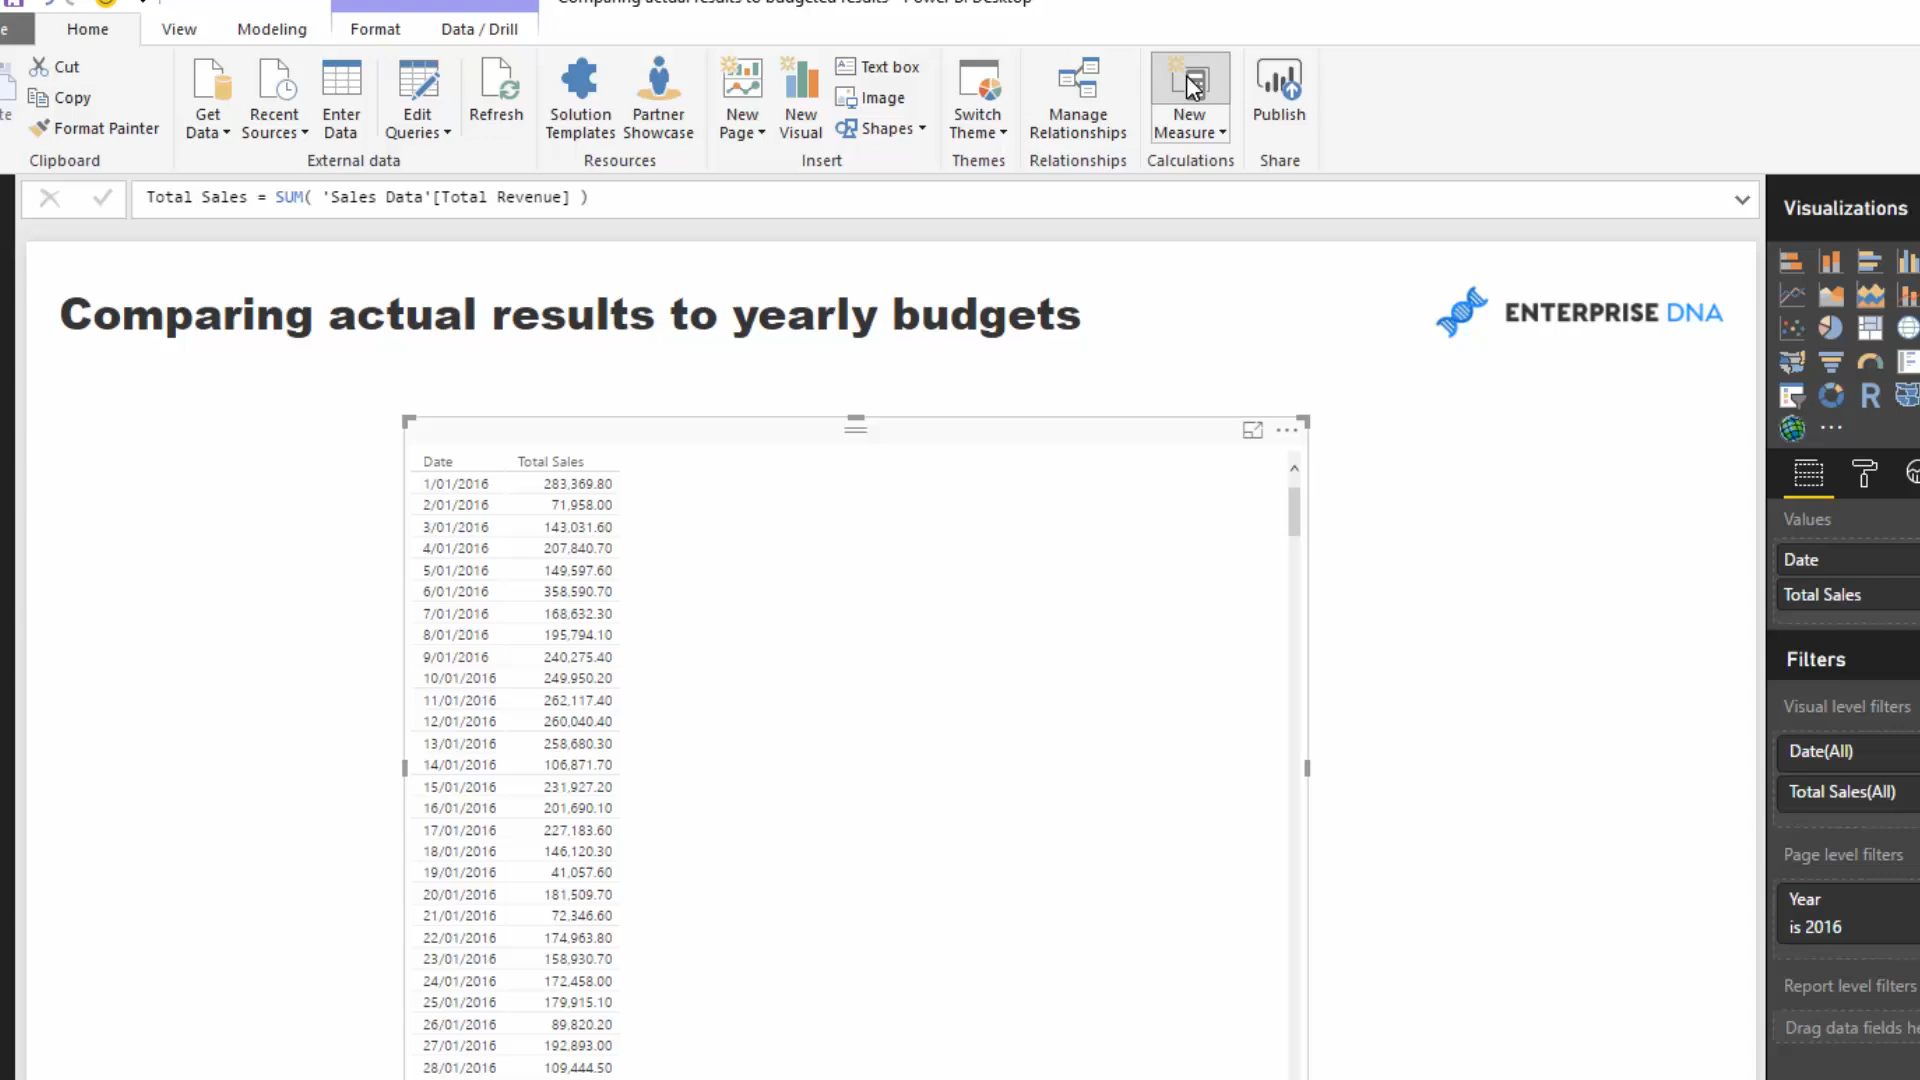 Comparing actual results to budgeted results - Power BI Desktop
Home View Modeling Format Data / Drill
Cut
Copy
Format Painter
Clipboard
Get Data
Recent Sources
Enter Data
Edit Queries
Refresh
External data
Solution Templates
Partner Showcase
Resources
New Page
New Visual
Text box
Image
Shapes
Insert
Switch Theme
Themes
Manage Relationships
Relationships
New Measure
Calculations
Publish
Share
Total Sales = SUM( 'Sales Data'[Total Revenue] )
Comparing actual results to yearly budgets
ENTERPRISE DNA
Date Total Sales
1/01/2016 283,369.80
2/01/2016 71,958.00
3/01/2016 143,031.60
4/01/2016 207,840.70
5/01/2016 149,597.60
6/01/2016 358,590.70
7/01/2016 168,632.30
8/01/2016 195,794.10
9/01/2016 240,275.40
10/01/2016 249,950.20
11/01/2016 262,117.40
12/01/2016 260,040.40
13/01/2016 258,680.30
14/01/2016 106,871.70
15/01/2016 231,927.20
16/01/2016 201,690.10
17/01/2016 227,183.60
18/01/2016 146,120.30
19/01/2016 41,057.60
20/01/2016 181,509.70
21/01/2016 72,346.60
22/01/2016 174,963.80
23/01/2016 158,930.70
24/01/2016 172,458.00
25/01/2016 179,915.10
26/01/2016 89,820.20
27/01/2016 192,893.00
28/01/2016 109,444.50
Visualizations
R
Values
Date
Total Sales
Filters
Visual level filters
Date(All)
Total Sales(All)
Page level filters
Year
is 2016
Report level filters
Drag data fields he